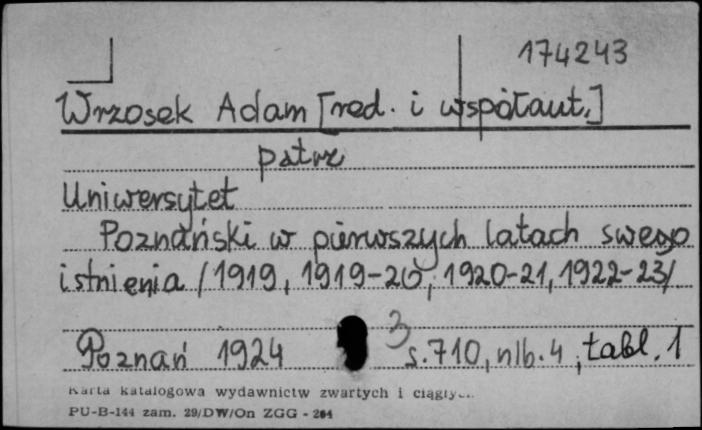 174243
Wrzosek Adam [red. i współaut.]
patrz
Uniwersytet
Poznański w pierwszych latach swego
istnienia /1919, 1919-20, 1920-21, 1922-23/
3
Poznań 1924 s. 710, nlb. 4, tabl. 1
Karta katalogowa wydawnictw zwartych i ciągłych
PU-B-144 zam. 29/DW/On ZGG - 264